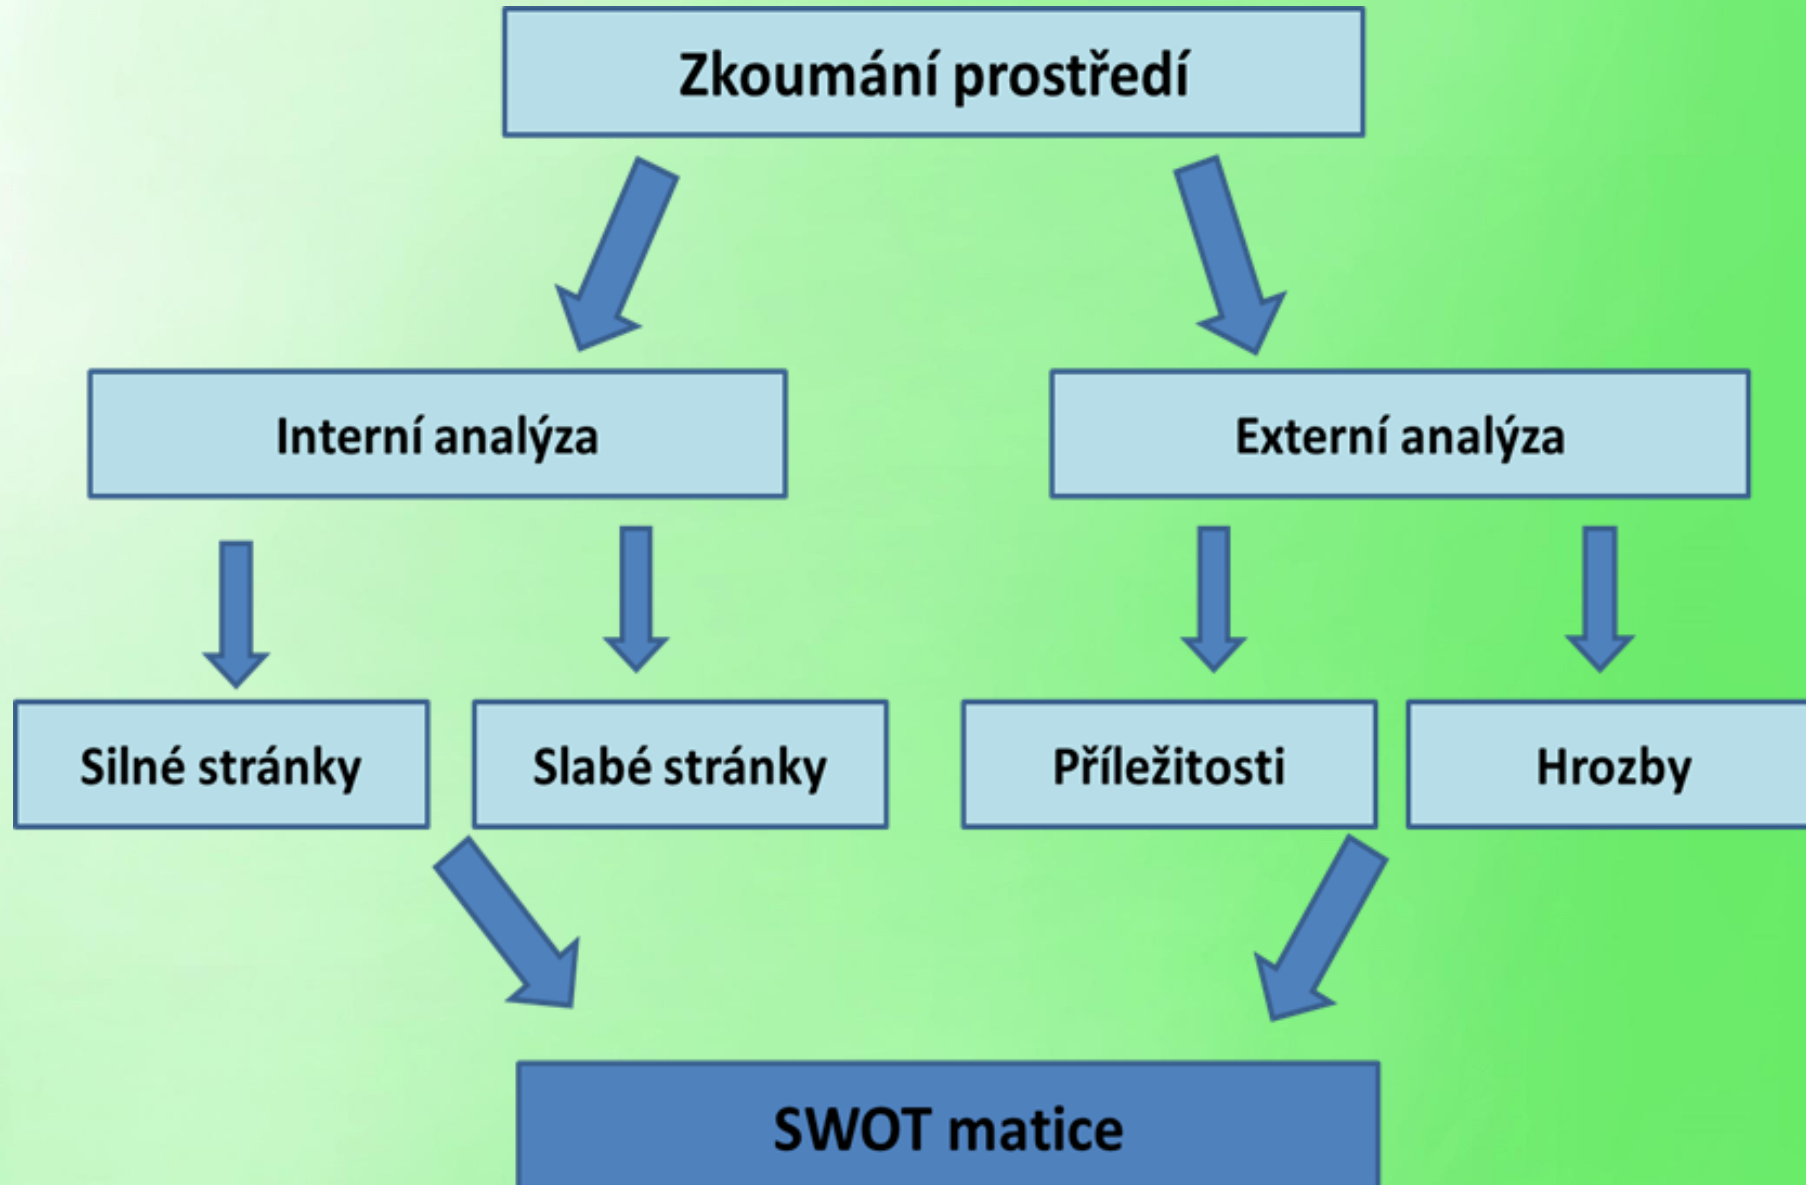 Zkoumání prostředí
Interní analýza
Externí analýza
Silné stránky
Slabé stránky
Příležitosti
Hrozby
SWOT matice